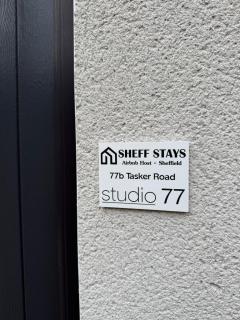 SHEFF STAYS
Airbnb Host - Sheffield
77b Tasker Road
studio 77